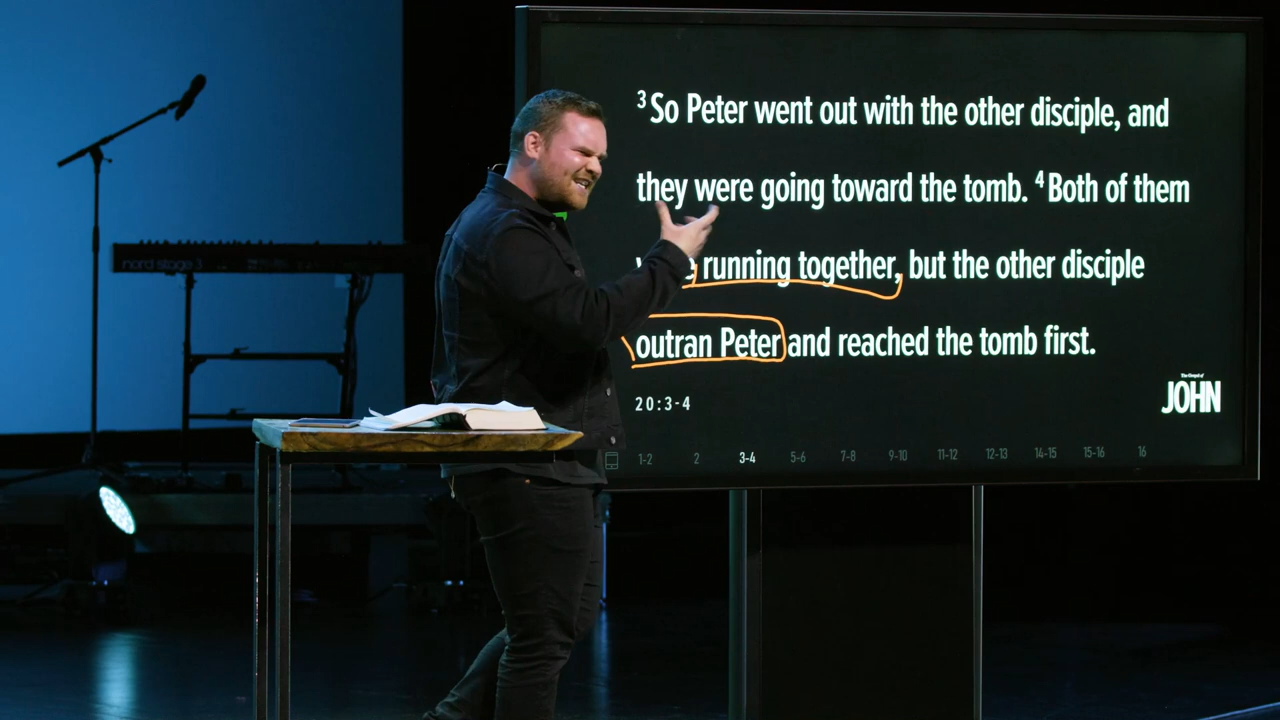 3 So Peter went out with the other disciple, and
they were going toward the tomb. 4 Both of them
running together, but the other disciple
outran Peter and reached the tomb first.
20:3-4
The Gospel of
JOHN
1-2 2 3-4 5-6 7-8 9-10 11-12 12-13 14-15 15-16 16
nord stage 3